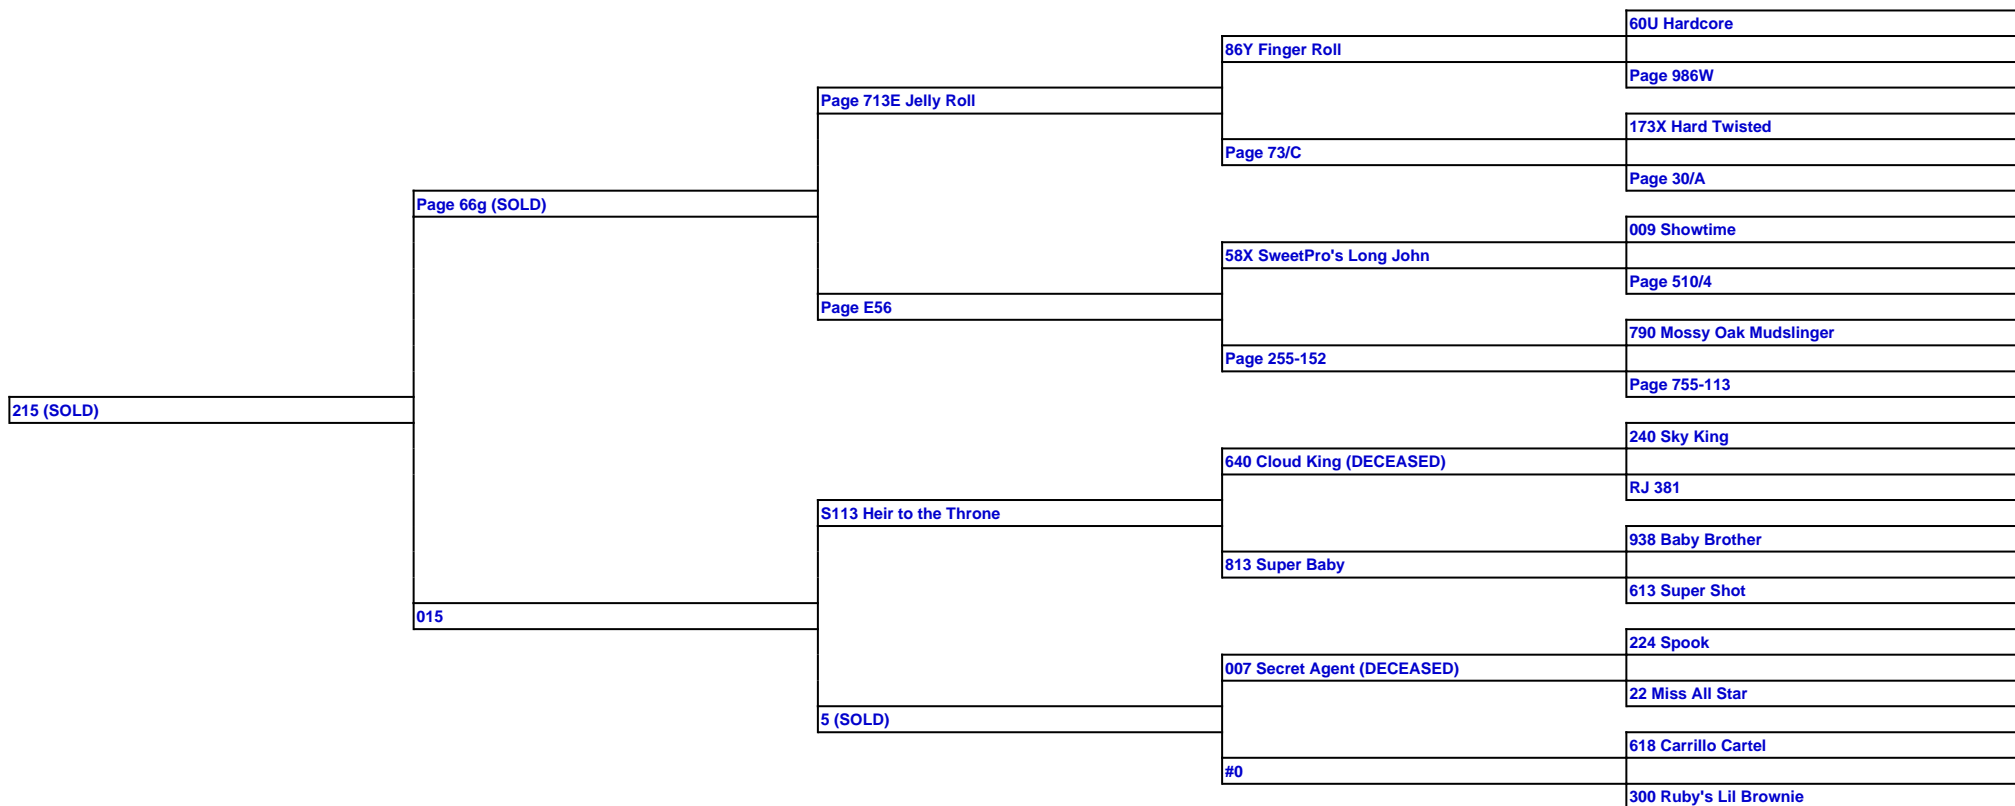 60U Hardcore
86Y Finger Roll
Page 986W
Page 713E Jelly Roll
173X Hard Twisted
Page 73/C
Page 30/A
Page 66g (SOLD)
009 Showtime
58X SweetPro's Long John
Page 510/4
Page E56
790 Mossy Oak Mudslinger
Page 255-152
Page 755-113
215 (SOLD)
240 Sky King
640 Cloud King (DECEASED)
RJ 381
S113 Heir to the Throne
938 Baby Brother
813 Super Baby
613 Super Shot
015
224 Spook
007 Secret Agent (DECEASED)
22 Miss All Star
5 (SOLD)
618 Carrillo Cartel
#0
300 Ruby's Lil Brownie